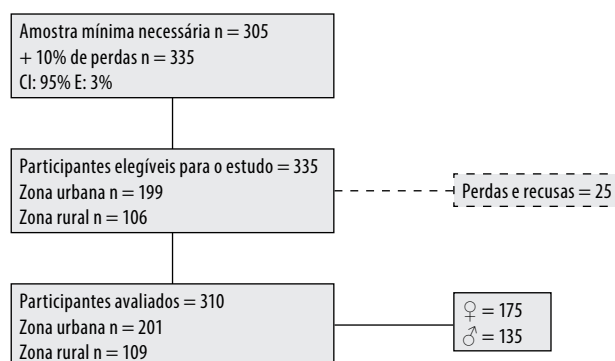 Amostra mínima necessária n = 305
+ 10% de perdas n = 335
CI: 95% E: 3%
Participantes elegíveis para o estudo = 335
Zona urbana n = 199
Zona rural n = 106
Perdas e recusas = 25
Participantes avaliados = 310
Zona urbana n = 201
Zona rural n = 109
♀ = 175
♂ = 135